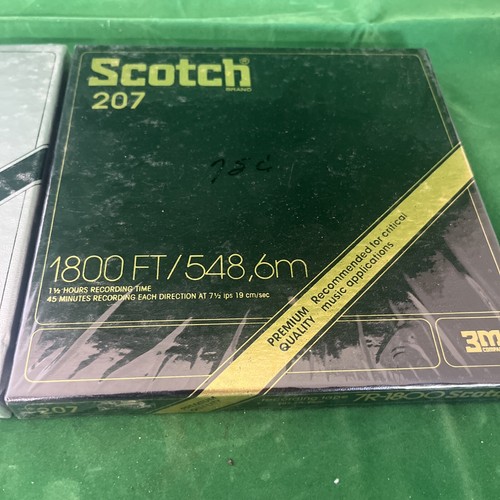 Scotch®
BRAND
207
1800 FT/548,6m
1½ HOURS RECORDING TIME
45 MINUTES RECORDING EACH DIRECTION AT 7½ ips 19 cm/sec
PREMIUM QUALITY
Recommended for critical
music applications
3m
COMPANY
207
7R-1800 Scotch